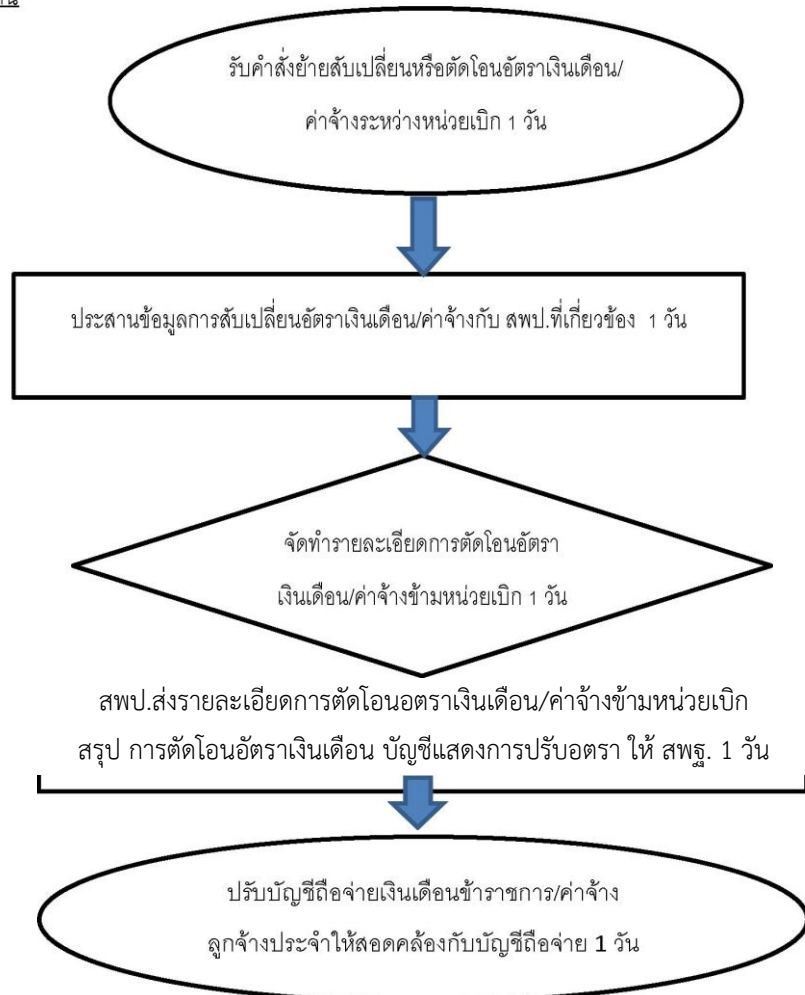 รับคำสั่งย้ายสับเปลี่ยนหรือตัดโอนอัตราเงินเดือน/
ค่าจ้างระหว่างหน่วยเบิก 1 วัน
ประสานข้อมูลการสับเปลี่ยนอัตราเงินเดือน/ค่าจ้างกับ สพป.ที่เกี่ยวข้อง 1 วัน
จัดทำรายละเอียดการตัดโอนอัตรา
เงินเดือน/ค่าจ้างข้ามหน่วยเบิก 1 วัน
สพป.ส่งรายละเอียดการตัดโอนอตราเงินเดือน/ค่าจ้างข้ามหน่วยเบิก
สรุป การตัดโอนอัตราเงินเดือน บัญชีแสดงการปรับอตรา ให้ สพฐ. 1 วัน
ปรับบัญชีถือจ่ายเงินเดือนข้าราชการ/ค่าจ้าง
ลูกจ้างประจำให้สอดคล้องกับบัญชีถือจ่าย 1 วัน